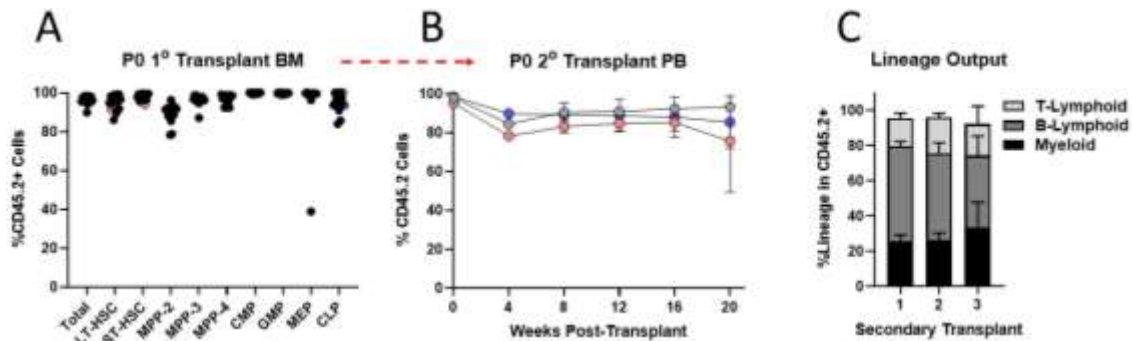 A
P0 1° Transplant BM
%CD45.2+ Cells
100
80
60
40
20
0
Total
LT-HSC
ST-HSC
MPP-2
MPP-3
MPP-4
CMP
GMP
MEP
CLP
B
P0 2° Transplant PB
% CD45.2 Cells
100
80
60
40
20
0
0 4 8 12 16 20
Weeks Post-Transplant
C
Lineage Output
%Lineage in CD45.2+
100
80
60
40
20
0
1 2 3
Secondary Transplant
T-Lymphoid
B-Lymphoid
Myeloid